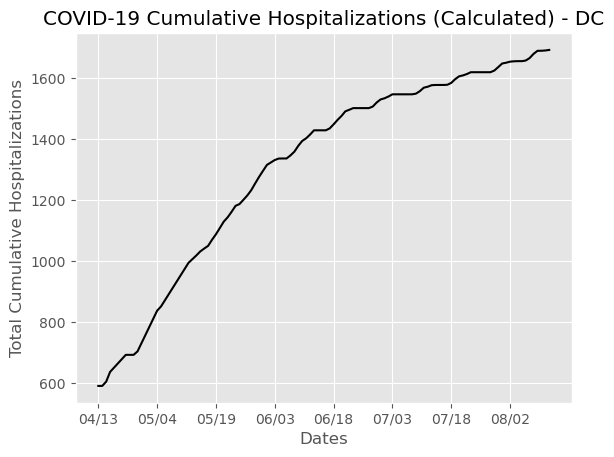 COVID-19 Cumulative Hospitalizations (Calculated) - DC
Total Cumulative Hospitalizations
1600
1400
1200
1000
800
600
04/13 05/04 05/19 06/03 06/18 07/03 07/18 08/02
Dates